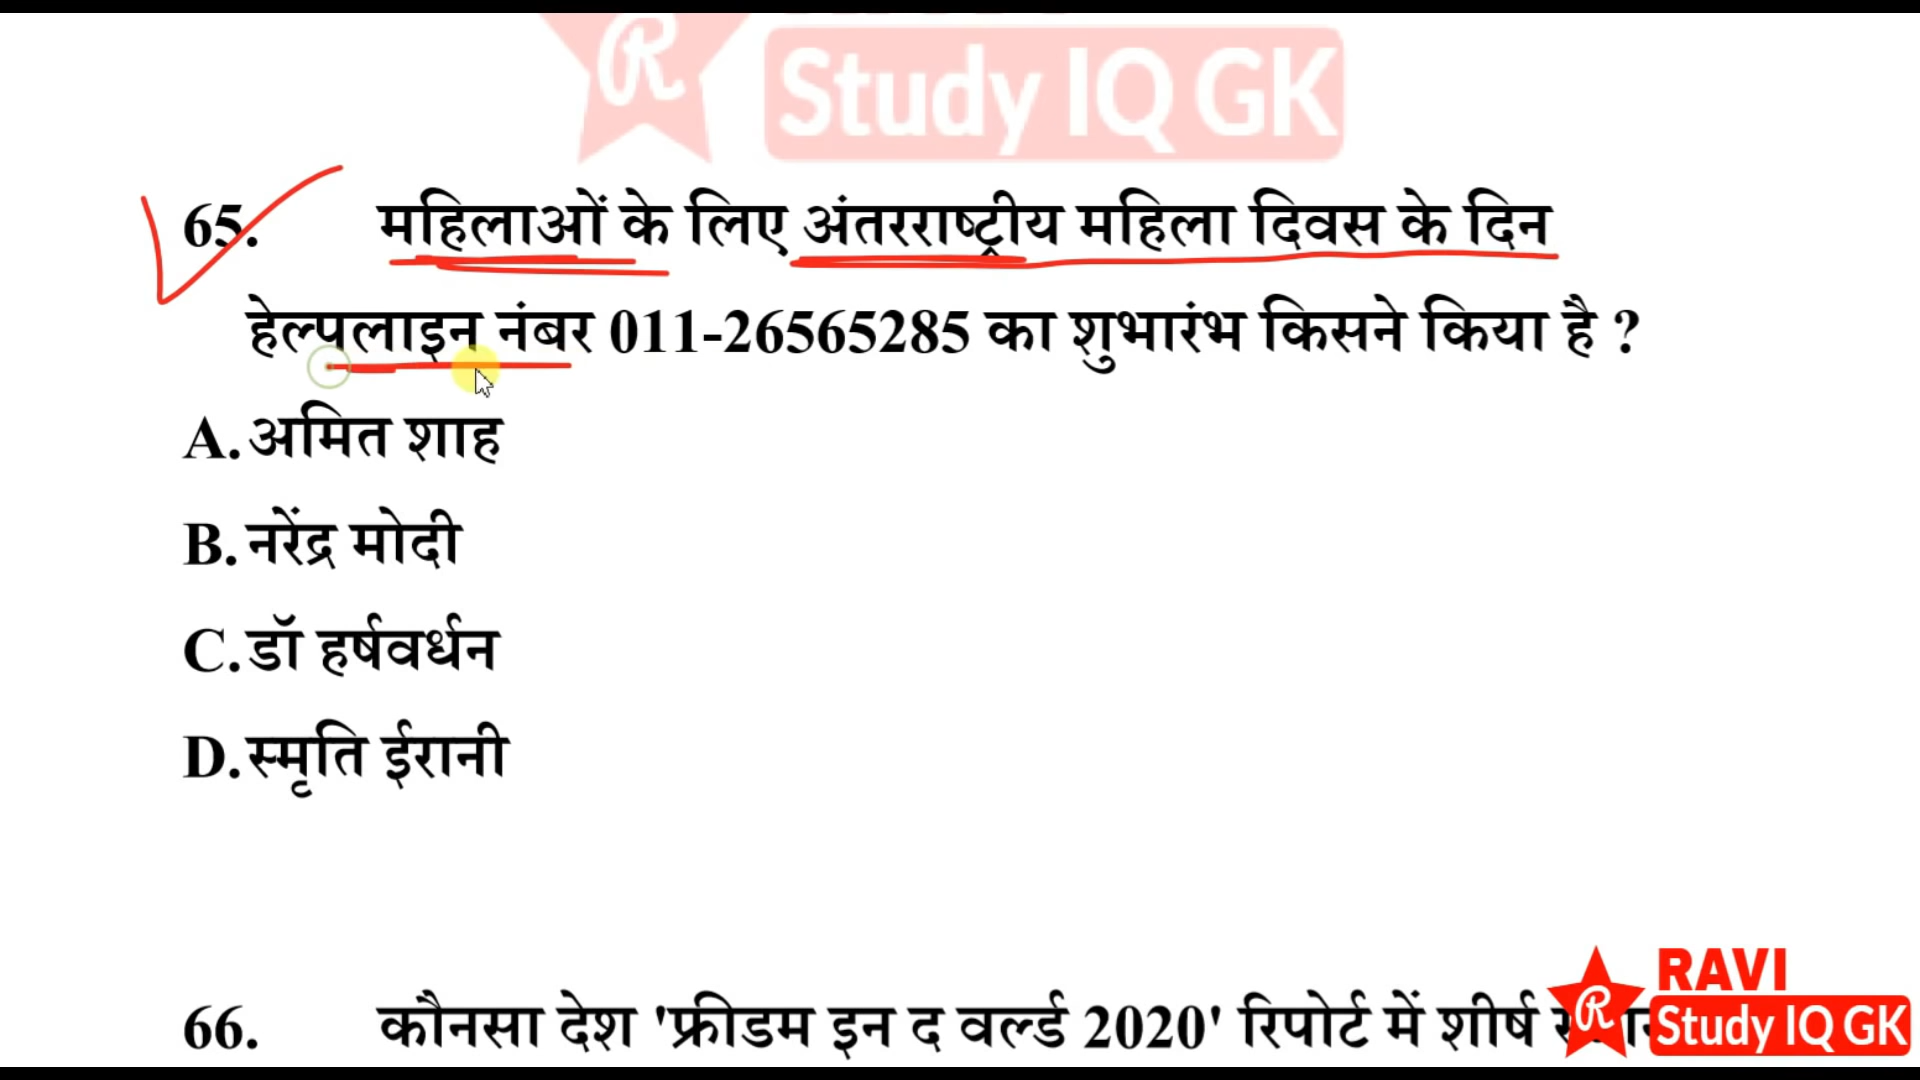 R
Study IQ GK
65. महिलाओं के लिए अंतरराष्ट्रीय महिला दिवस के दिन
हेल्पलाइन नंबर 011-26565285 का शुभारंभ किसने किया है ?
A. अमित शाह
B. नरेंद्र मोदी
C. डॉ हर्षवर्धन
D. स्मृति ईरानी
66. कौनसा देश 'फ्रीडम इन द वर्ल्ड 2020' रिपोर्ट में शीर्ष
R
RAVI
Study IQ GK